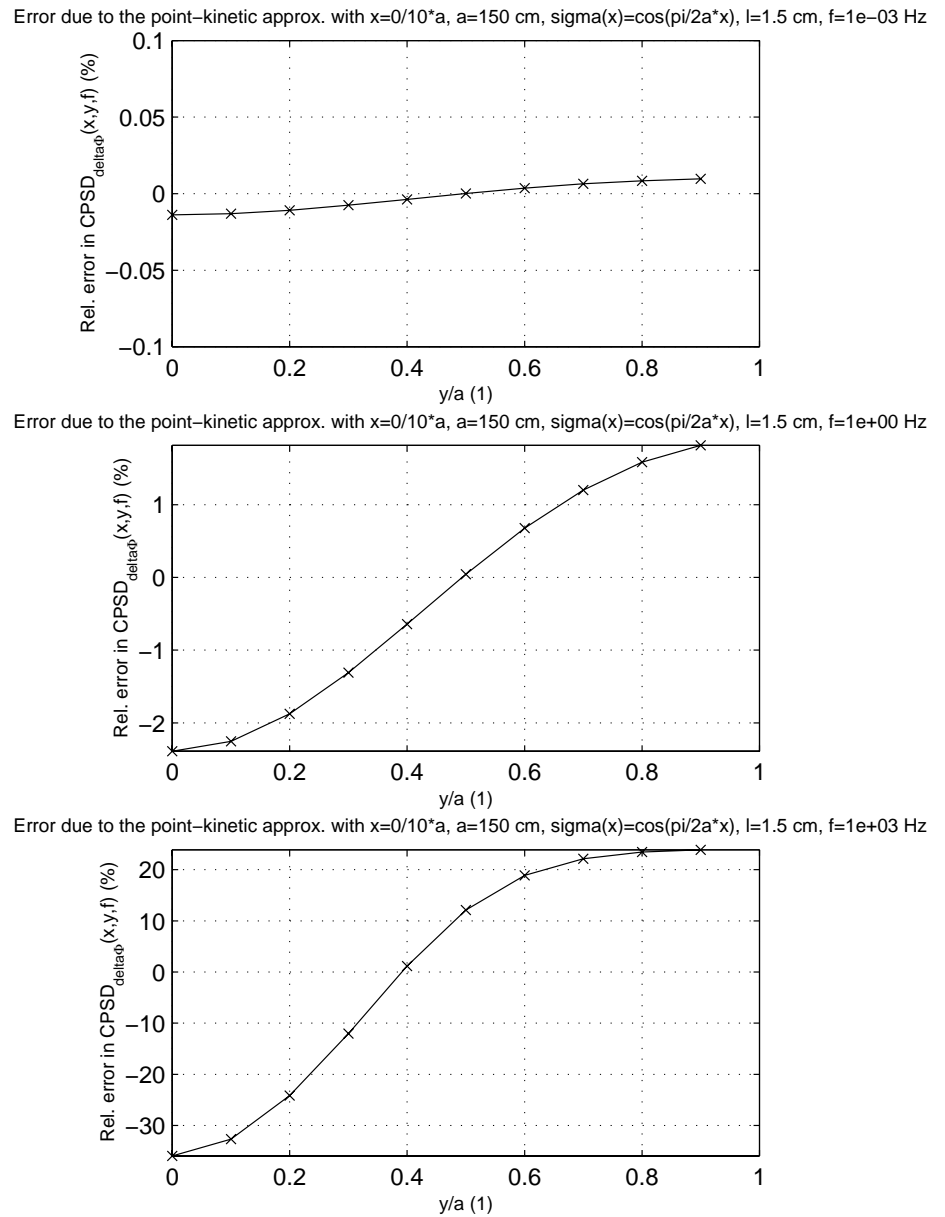 Error due to the point−kinetic approx. with x=0/10*a, a=150 cm, sigma(x)=cos(pi/2a*x), l=1.5 cm, f=1e−03 Hz
Rel. error in CPSD_deltaΦ(x,y,f) (%)
0.1
0.05
0
−0.05
−0.1
0 0.2 0.4 0.6 0.8 1
y/a (1)
Error due to the point−kinetic approx. with x=0/10*a, a=150 cm, sigma(x)=cos(pi/2a*x), l=1.5 cm, f=1e+00 Hz
Rel. error in CPSD_deltaΦ(x,y,f) (%)
1
0
−1
−2
0 0.2 0.4 0.6 0.8 1
y/a (1)
Error due to the point−kinetic approx. with x=0/10*a, a=150 cm, sigma(x)=cos(pi/2a*x), l=1.5 cm, f=1e+03 Hz
Rel. error in CPSD_deltaΦ(x,y,f) (%)
20
10
0
−10
−20
−30
0 0.2 0.4 0.6 0.8 1
y/a (1)